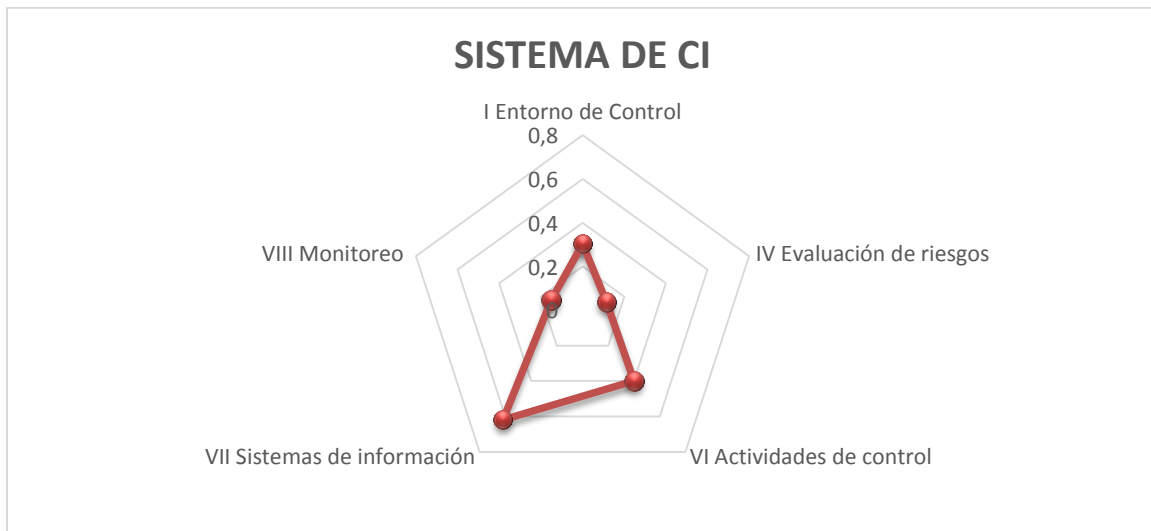 SISTEMA DE CI
I Entorno de Control
0,8
0,6
0,4
0,2
0
VIII Monitoreo
IV Evaluación de riesgos
VII Sistemas de información
VI Actividades de control